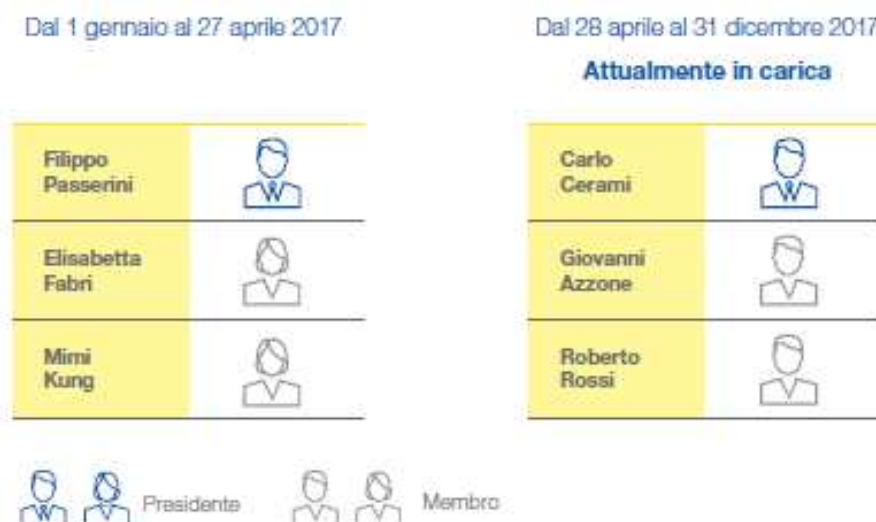 Dal 1 gennaio al 27 aprile 2017
Filippo
Passerini
Elisabetta
Fabri
Mimi
Kung
Dal 28 aprile al 31 dicembre 2017
Attualmente in carica
Carlo
Cerami
Giovanni
Azzone
Roberto
Rossi
Presidente
Membro